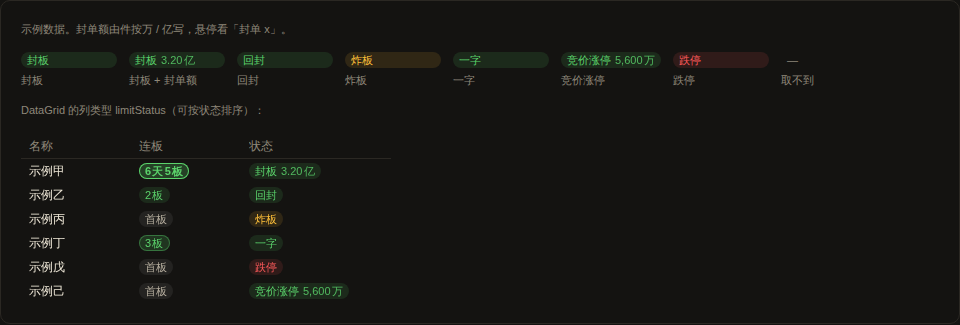 示例数据。封单额由件按万 / 亿写，悬停看「封单 x」。
封板 封板 3.20亿 回封 炸板 一字 竞价涨停 5,600万 跌停 —
封板 封板 + 封单额 回封 炸板 一字 竞价涨停 跌停 取不到
DataGrid 的列类型 limitStatus（可按状态排序）：
名称 连板 状态
示例甲 6天5板 封板 3.20亿
示例乙 2板 回封
示例丙 首板 炸板
示例丁 3板 一字
示例戊 首板 跌停
示例己 首板 竞价涨停 5,600万